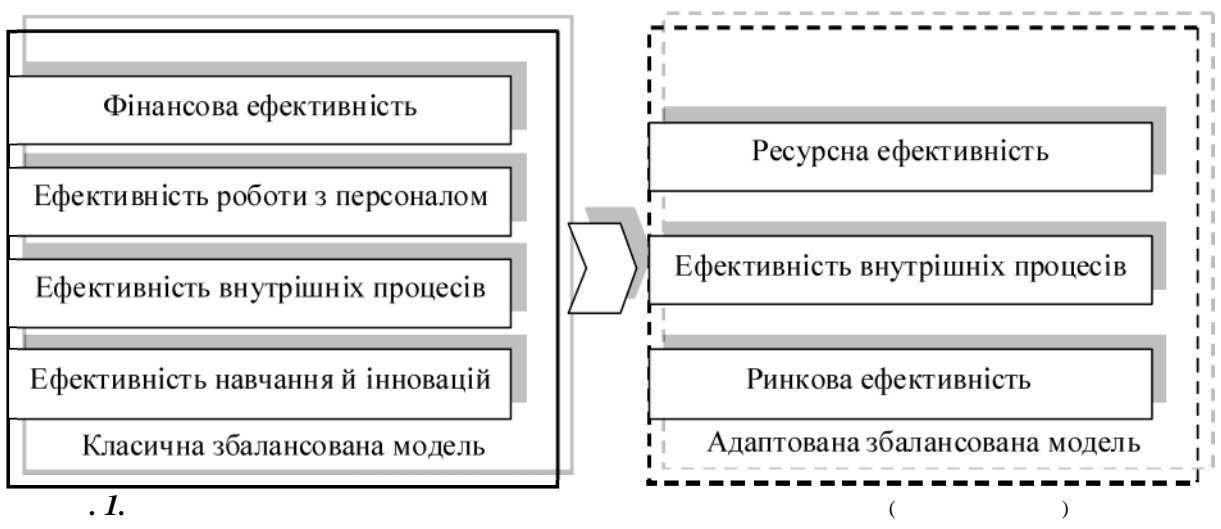 Фінансова ефективність
Ефективність роботи з персоналом
Ефективність внутрішніх процесів
Ефективність навчання й інновацій
Класична збалансована модель
Ресурсна ефективність
Ефективність внутрішніх процесів
Ринкова ефективність
Адаптована збалансована модель
. 1. ( )